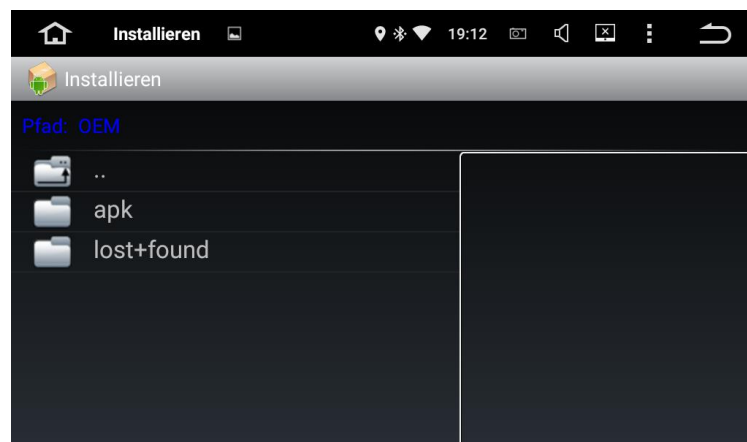 Installieren 19:12
Installieren
Pfad: OEM
..
apk
lost+found